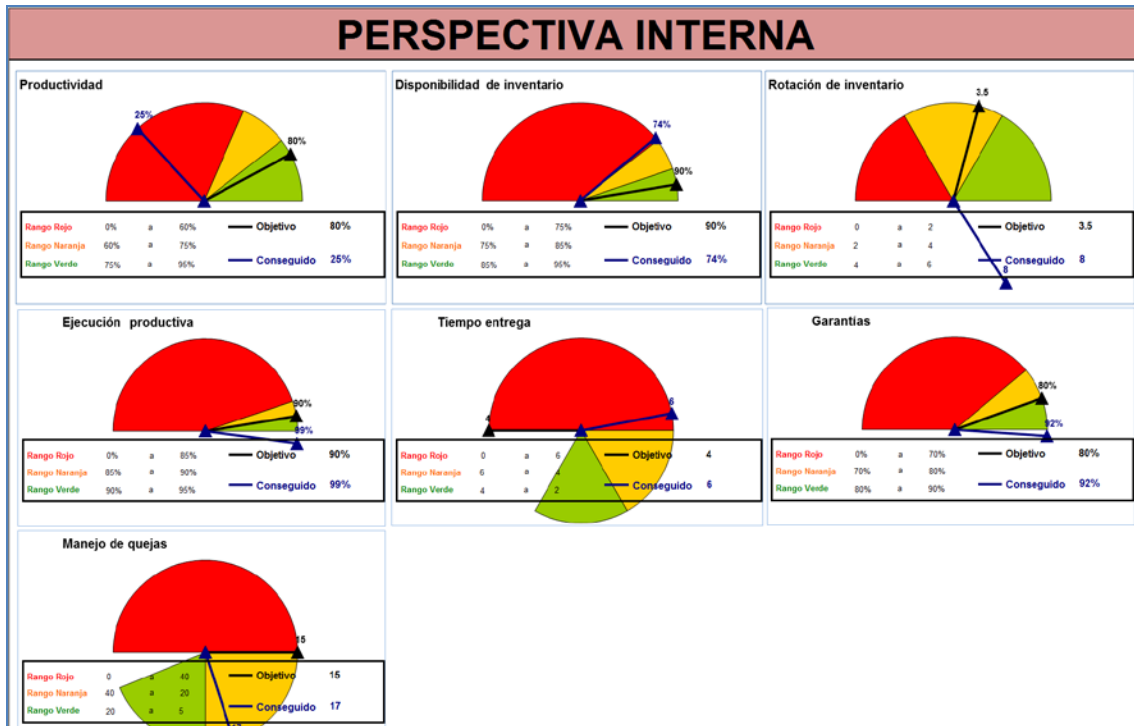 PERSPECTIVA INTERNA
Productividad
25%
80%
Rango Rojo 0% a 60% Objetivo 80%
Rango Naranja 60% a 75%
Rango Verde 75% a 95% Conseguido 25%
Disponibilidad de inventario
74%
90%
Rango Rojo 0% a 75% Objetivo 90%
Rango Naranja 75% a 85%
Rango Verde 85% a 95% Conseguido 74%
Rotación de inventario
3.5
Rango Rojo 0 a 2 Objetivo 3.5
Rango Naranja 2 a 4
Rango Verde 4 a 6 Conseguido 8
8
Ejecución productiva
90%
99%
Rango Rojo 0% a 85% Objetivo 90%
Rango Naranja 85% a 90%
Rango Verde 90% a 95% Conseguido 99%
Tiempo entrega
6
4
Rango Rojo 0 a 6 Objetivo 4
Rango Naranja 6 a 4
Rango Verde 4 a 2 Conseguido 6
Garantías
80%
92%
Rango Rojo 0% a 70% Objetivo 80%
Rango Naranja 70% a 80%
Rango Verde 80% a 90% Conseguido 92%
Manejo de quejas
15
Rango Rojo 0 a 40 Objetivo 15
Rango Naranja 40 a 20
Rango Verde 20 a 5 Conseguido 17